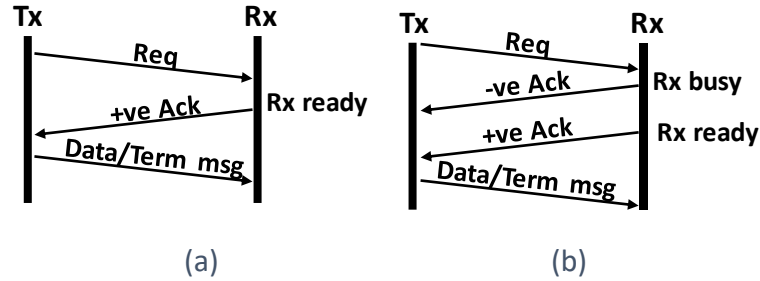 Tx Rx
Req
+ve Ack
Rx ready
Data/Term msg
(a)
Tx Rx
Req
-ve Ack
Rx busy
+ve Ack
Rx ready
Data/Term msg
(b)